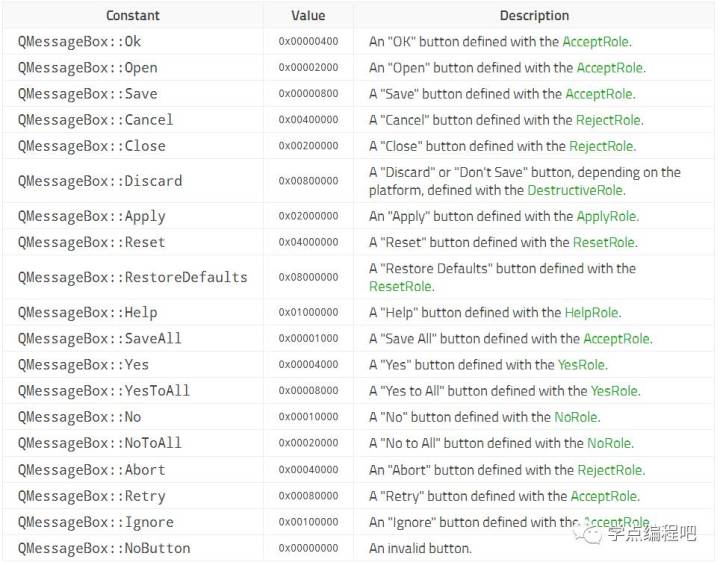 Constant Value Description
QMessageBox::Ok 0x00000400 An "OK" button defined with the AcceptRole.
QMessageBox::Open 0x00002000 An "Open" button defined with the AcceptRole.
QMessageBox::Save 0x00000800 A "Save" button defined with the AcceptRole.
QMessageBox::Cancel 0x00400000 A "Cancel" button defined with the RejectRole.
QMessageBox::Close 0x00200000 A "Close" button defined with the RejectRole.
QMessageBox::Discard 0x00800000 A "Discard" or "Don't Save" button, depending on the
platform, defined with the DestructiveRole.
QMessageBox::Apply 0x02000000 An "Apply" button defined with the ApplyRole.
QMessageBox::Reset 0x04000000 A "Reset" button defined with the ResetRole.
QMessageBox::RestoreDefaults 0x08000000 A "Restore Defaults" button defined with the
ResetRole.
QMessageBox::Help 0x01000000 A "Help" button defined with the HelpRole.
QMessageBox::SaveAll 0x00001000 A "Save All" button defined with the AcceptRole.
QMessageBox::Yes 0x00004000 A "Yes" button defined with the YesRole.
QMessageBox::YesToAll 0x00008000 A "Yes to All" button defined with the YesRole.
QMessageBox::No 0x00010000 A "No" button defined with the NoRole.
QMessageBox::NoToAll 0x00020000 A "No to All" button defined with the NoRole.
QMessageBox::Abort 0x00040000 An "Abort" button defined with the RejectRole.
QMessageBox::Retry 0x00080000 A "Retry" button defined with the AcceptRole.
QMessageBox::Ignore 0x00100000 An "Ignore" button defined with the AcceptRole.
学点编程吧
QMessageBox::NoButton 0x00000000 An invalid button.